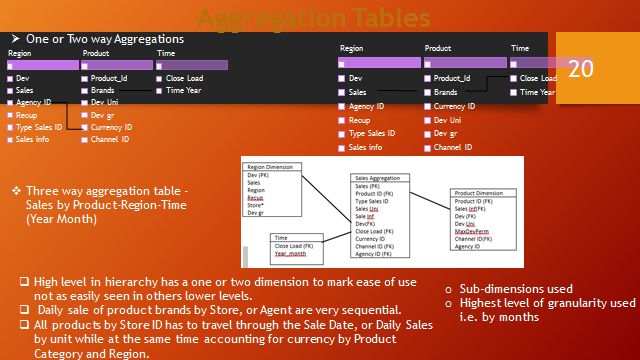 Aggregation Tables
➢ One or Two way Aggregations
20
Region
Dev
Sales
Agency ID
Recup
Type Sales ID
Sales info
Product
Product_Id
Brands
Dev Uni
Dev gr
Currency ID
Channel ID
Time
Close Load
Time Year
Region
Dev
Sales
Agency ID
Recup
Type Sales ID
Sales info
Product
Product_ID
Brands
Currency ID
Dev Uni
Dev gr
Channel ID
Time
Close Load
Time Year
❖ Three way aggregation table -
Sales by Product-Region-Time
(Year Month)
Region Dimension
Dev (PK)
Sales
Region
Recup
Store*
Dev gr
Time
Close Load (FK)
Year_month
Sales Aggregation
Sales (PK)
Product ID (FK)
Type Sales ID
Sales Uni
Sale Inf
Dev(FK)
Close Load (FK)
Currency ID
Channel ID (FK)
Agency ID (FK)
Product Dimension
Product ID (FK)
Sales Inf(FK)
Dev (FK)
Dev Uni
MaxDevPerm
Channel ID(FK)
Agency ID
❑ High level in hierarchy has a one or two dimension to mark ease of use
not as easily seen in others lower levels.
❑ Daily sale of product brands by Store, or Agent are very sequential.
❑ All products by Store ID has to travel through the Sale Date, or Daily Sales
by unit while at the same time accounting for currency by Product
Category and Region.
o Sub-dimensions used
o Highest level of granularity used
i.e. by months